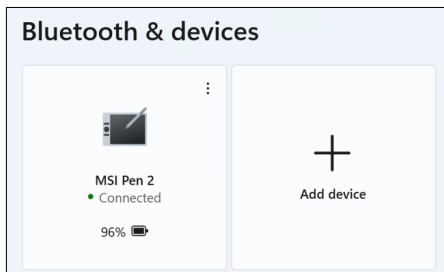 Bluetooth & devices
MSI Pen 2
Connected
96%
Add device